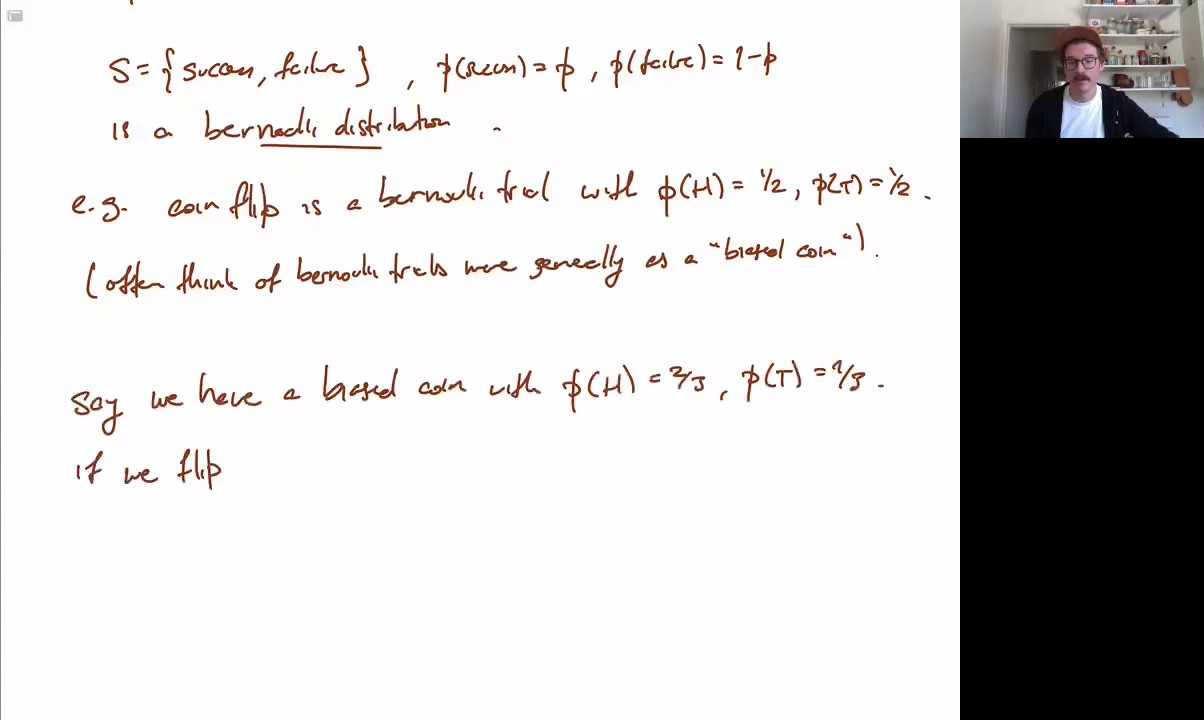 S = { success, failure } , p(success) = p , p(failure) = 1-p
is a bernoulli distribution .
e.g. coin flip is a bernoulli trial with p(H) = 1/2, p(T) = 1/2 .
(often think of bernoulli trials more generally as a "biased coin").
Say we have a biased coin with p(H) = 2/3, p(T) = 1/3 .
if we flip